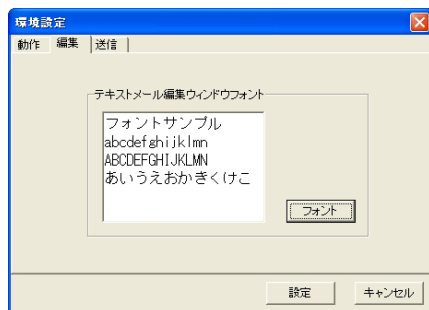 環境設定
動作 編集 送信
テキストメール編集ウィンドウフォント
フォントサンプル
abcdefghijklmn
ABCDEFGHIJKLMN
あいうえおかきくけこ
フォント
設定 キャンセル